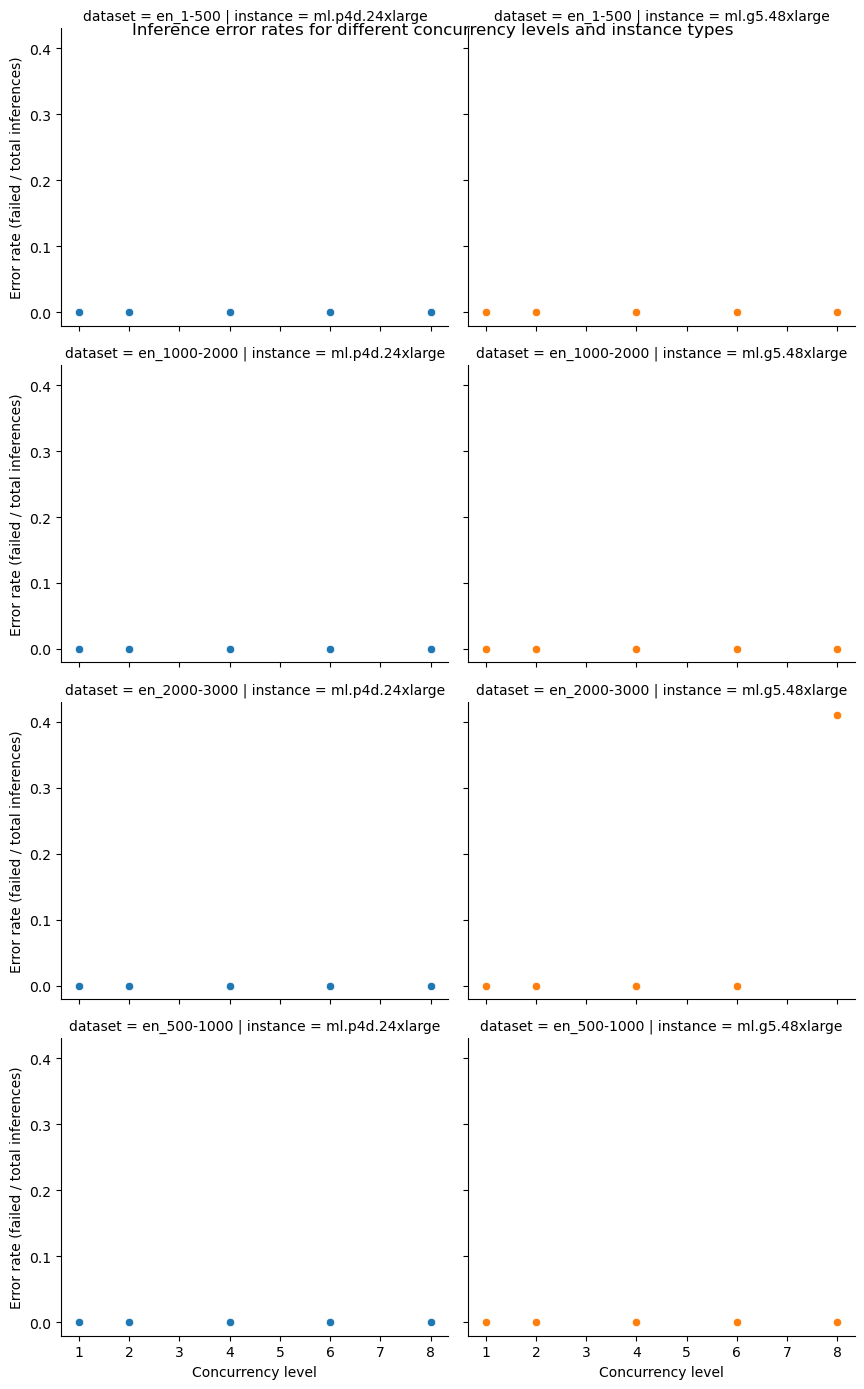 dataset = en_1-500 | instance = ml.p4d.24xlarge
dataset = en_1-500 | instance = ml.g5.48xlarge
Inference error rates for different concurrency levels and instance types
Error rate (failed / total inferences)
0.4
0.3
0.2
0.1
0.0
dataset = en_1000-2000 | instance = ml.p4d.24xlarge
dataset = en_1000-2000 | instance = ml.g5.48xlarge
Error rate (failed / total inferences)
0.4
0.3
0.2
0.1
0.0
dataset = en_2000-3000 | instance = ml.p4d.24xlarge
dataset = en_2000-3000 | instance = ml.g5.48xlarge
Error rate (failed / total inferences)
0.4
0.3
0.2
0.1
0.0
dataset = en_500-1000 | instance = ml.p4d.24xlarge
dataset = en_500-1000 | instance = ml.g5.48xlarge
Error rate (failed / total inferences)
0.4
0.3
0.2
0.1
0.0
1 2 3 4 5 6 7 8
1 2 3 4 5 6 7 8
Concurrency level
Concurrency level